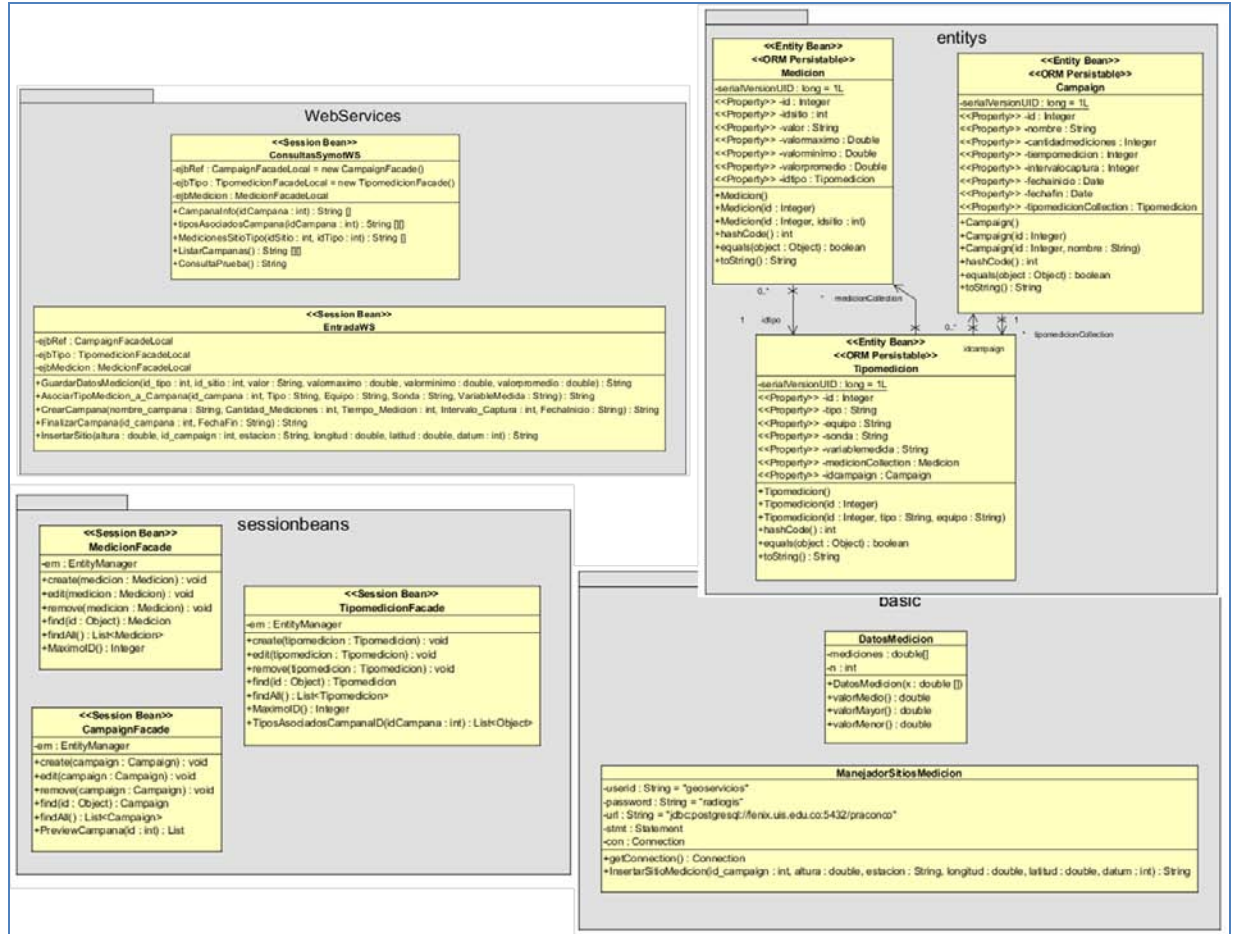 WebServices
<<Session Bean>>
ConsultasSymotWS
-ejbRef : CampaignFacadeLocal = new CampaignFacade()
-ejbTipo : TipomedicionFacadeLocal = new TipomedicionFacade()
-ejbMedicion : MedicionFacadeLocal
+CampanaInfo(idCampana : int) : String []
+tiposAsociadosCampana(idCampana : int) : String [][]
+MedicionesSitioTipo(idSitio : int, idTipo : int) : String []
+ListarCampanas() : String [][]
+ConsultaPrueba() : String
<<Session Bean>>
EntradaWS
-ejbRef : CampaignFacadeLocal
-ejbTipo : TipomedicionFacadeLocal
-ejbMedicion : MedicionFacadeLocal
+GuardarDatosMedicion(id_tipo : int, id_sitio : int, valor : String, valormaximo : double, valorminimo : double, valorpromedio : double) : String
+AsociarTipoMedicion_a_Campana(id_campana : int, Tipo : String, Equipo : String, Sonda : String, VariableMedida : String) : String
+CrearCampana(nombre_campana : String, Cantidad_Mediciones : int, Tiempo_Medicion : int, Intervalo_Captura : int, FechaInicio : String) : String
+FinalizarCampana(id_campana : int, FechaFin : String) : String
+InsertarSitio(altura : double, id_campaign : int, estacion : String, longitud : double, latitud : double, datum : int) : String
entitys
<<Entity Bean>>
<<ORM Persistable>>
Medicion
-serialVersionUID : long = 1L
<<Property>> -id : Integer
<<Property>> -idsitio : int
<<Property>> -valor : String
<<Property>> -valormaximo : Double
<<Property>> -valorminimo : Double
<<Property>> -valorpromedio : Double
<<Property>> -idtipo : Tipomedicion
+Medicion()
+Medicion(id : Integer)
+Medicion(id : Integer, idsitio : int)
+hashCode() : int
+equals(object : Object) : boolean
+toString() : String
<<Entity Bean>>
<<ORM Persistable>>
Campaign
-serialVersionUID : long = 1L
<<Property>> -id : Integer
<<Property>> -nombre : String
<<Property>> -cantidadmediciones : Integer
<<Property>> -tiempomedicion : Integer
<<Property>> -intervalocaptura : Integer
<<Property>> -fechainicio : Date
<<Property>> -fechafin : Date
<<Property>> -tipomedicionCollection : Tipomedicion
+Campaign()
+Campaign(id : Integer)
+Campaign(id : Integer, nombre : String)
+hashCode() : int
+equals(object : Object) : boolean
+toString() : String
0..*
* medicionCollection
1 idtipo
0..*
1
* tipomedicionCollection
idcampaign
<<Entity Bean>>
<<ORM Persistable>>
Tipomedicion
-serialVersionUID : long = 1L
<<Property>> -id : Integer
<<Property>> -tipo : String
<<Property>> -equipo : String
<<Property>> -sonda : String
<<Property>> -variablemedida : String
<<Property>> -medicionCollection : Medicion
<<Property>> -idcampaign : Campaign
+Tipomedicion()
+Tipomedicion(id : Integer)
+Tipomedicion(id : Integer, tipo : String, equipo : String)
+hashCode() : int
+equals(object : Object) : boolean
+toString() : String
sessionbeans
<<Session Bean>>
MedicionFacade
-em : EntityManager
+create(medicion : Medicion) : void
+edit(medicion : Medicion) : void
+remove(medicion : Medicion) : void
+find(id : Object) : Medicion
+findAll() : List<Medicion>
+MaximoID() : Integer
<<Session Bean>>
TipomedicionFacade
-em : EntityManager
+create(tipomedicion : Tipomedicion) : void
+edit(tipomedicion : Tipomedicion) : void
+remove(tipomedicion : Tipomedicion) : void
+find(id : Object) : Tipomedicion
+findAll() : List<Tipomedicion>
+MaximoID() : Integer
+TiposAsociadosCampanaID(idCampana : int) : List<Object>
<<Session Bean>>
CampaignFacade
-em : EntityManager
+create(campaign : Campaign) : void
+edit(campaign : Campaign) : void
+remove(campaign : Campaign) : void
+find(id : Object) : Campaign
+findAll() : List<Campaign>
+PreviewCampana(id : int) : List
basic
DatosMedicion
-mediciones : double[]
-n : int
+DatosMedicion(x : double [])
+valorMedio() : double
+valorMayor() : double
+valorMenor() : double
ManejadorSitiosMedicion
-userid : String = "geoservicios"
-password : String = "radiogis"
-url : String = "jdbc:postgresql://fenix.uis.edu.co:5432/praconco"
-stmt : Statement
-con : Connection
+getConnection() : Connection
+InsertarSitioMedicion(id_campaign : int, altura : double, estacion : String, longitud : double, latitud : double, datum : int) : String